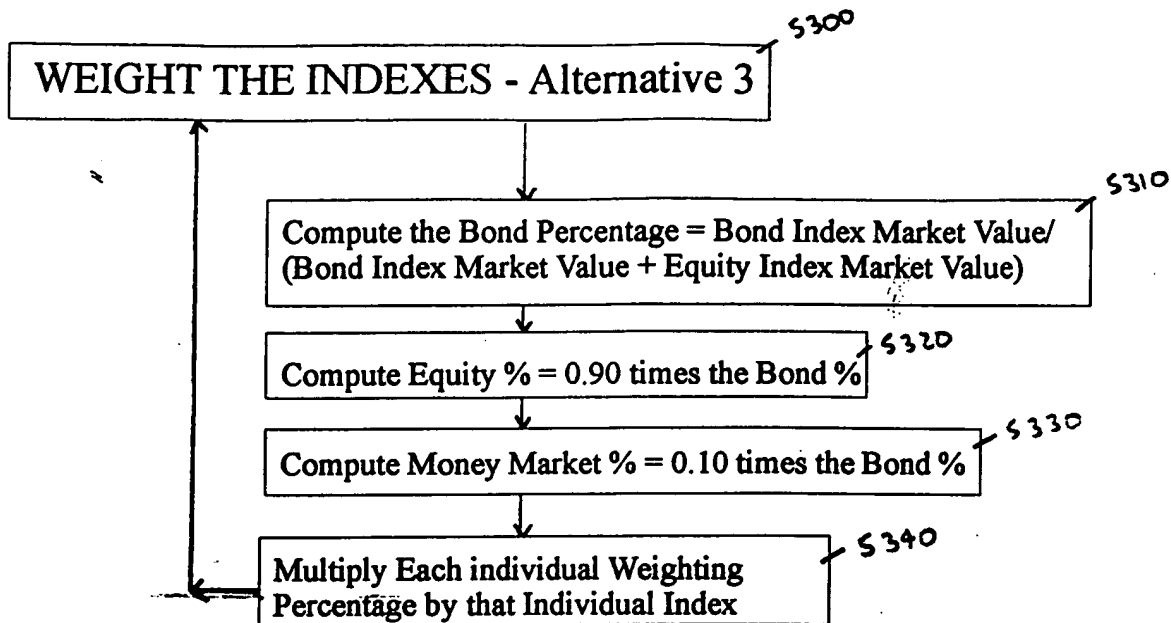 S300
WEIGHT THE INDEXES - Alternative 3
S310
Compute the Bond Percentage = Bond Index Market Value/
(Bond Index Market Value + Equity Index Market Value)
S320
Compute Equity % = 0.90 times the Bond %
S330
Compute Money Market % = 0.10 times the Bond %
S340
Multiply Each individual Weighting
Percentage by that Individual Index